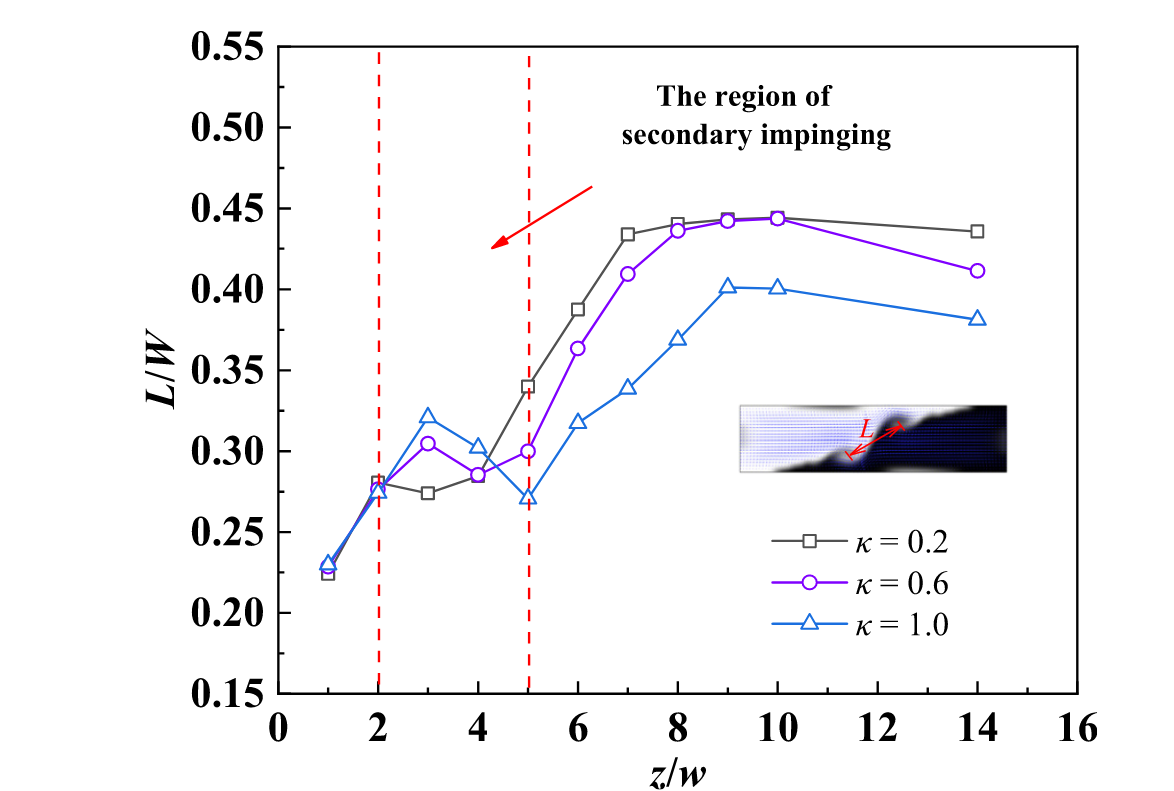 0.55
0.50
0.45
0.40
0.35
0.30
0.25
0.20
0.15
L/W
The region of
secondary impinging
L
κ = 0.2
κ = 0.6
κ = 1.0
0 2 4 6 8 10 12 14 16
z/w